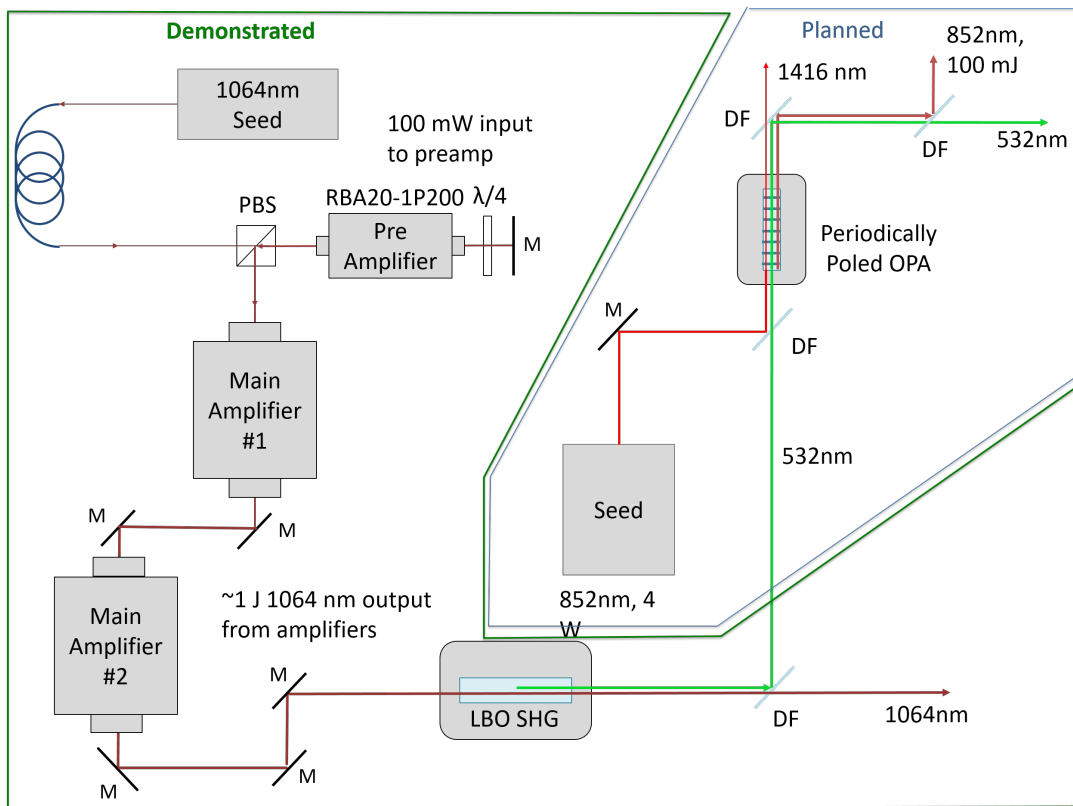 Demonstrated
Planned
1064nm
Seed
100 mW input
to preamp
PBS
RBA20-1P200
λ/4
Pre
Amplifier
M
Main
Amplifier
#1
M
M
Main
Amplifier
#2
~1 J 1064 nm output
from amplifiers
M
M
M
LBO SHG
DF
1064nm
532nm
852nm, 4
W
Seed
M
DF
Periodically
Poled OPA
DF
1416 nm
852nm,
100 mJ
DF
532nm